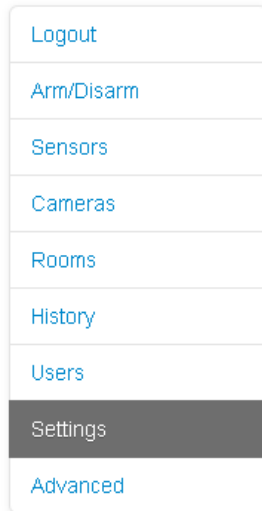 Logout
Arm/Disarm
Sensors
Cameras
Rooms
History
Users
Settings
Advanced